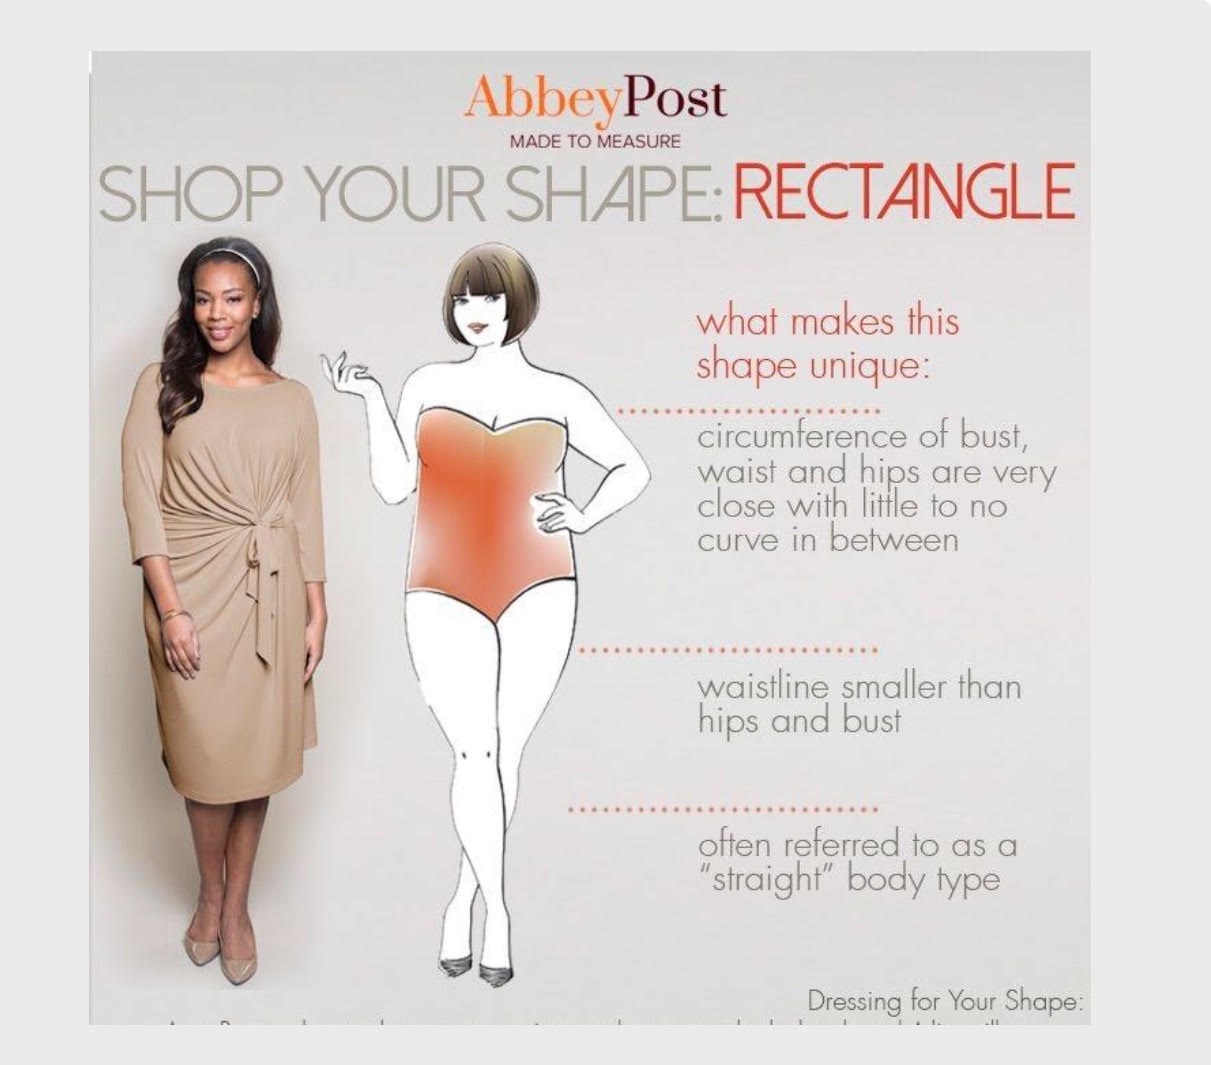 AbbeyPost
MADE TO MEASURE
SHOP YOUR SHAPE: RECTANGLE
what makes this
shape unique:
circumference of bust,
waist and hips are very
close with little to no
curve in between
waistline smaller than
hips and bust
often referred to as a
"straight" body type
Dressing for Your Shape: